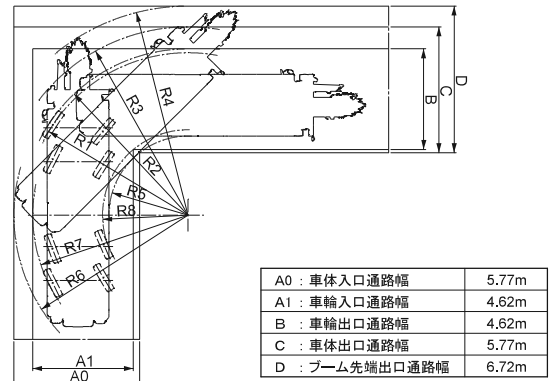 R4
R3
R1
R2
R5
R8
R7
R6
B
C
D
A1
A0
A0 : 車体入口通路幅 5.77m
A1 : 車輪入口通路幅 4.62m
B : 車輪出口通路幅 4.62m
C : 車体出口通路幅 5.77m
D : ブーム先端出口通路幅 6.72m